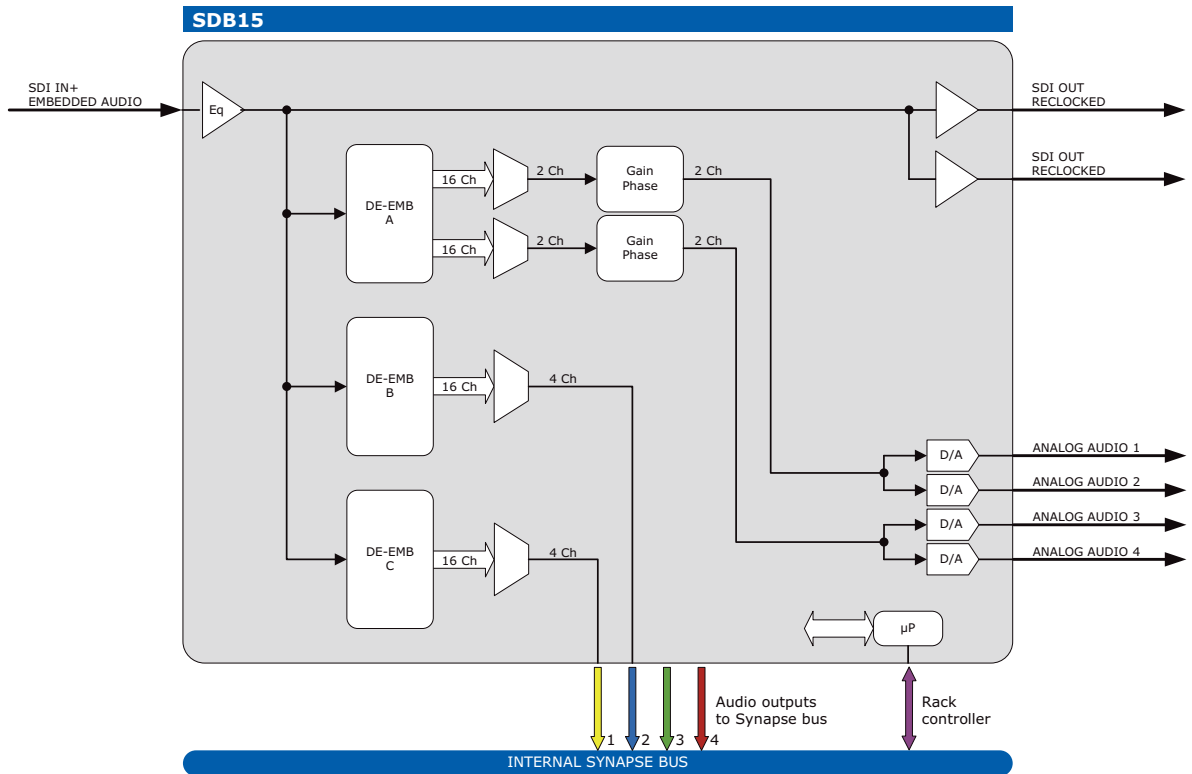 SDB15
SDI IN+
EMBEDDED AUDIO
Eq
SDI OUT
RECLOCKED
SDI OUT
RECLOCKED
DE-EMB
A
16 Ch
2 Ch
Gain
Phase
2 Ch
16 Ch
2 Ch
Gain
Phase
2 Ch
DE-EMB
B
16 Ch
4 Ch
D/A
ANALOG AUDIO 1
D/A
ANALOG AUDIO 2
D/A
ANALOG AUDIO 3
D/A
ANALOG AUDIO 4
DE-EMB
C
16 Ch
4 Ch
µP
Audio outputs
to Synapse bus
Rack
controller
1
2
3
4
INTERNAL SYNAPSE BUS